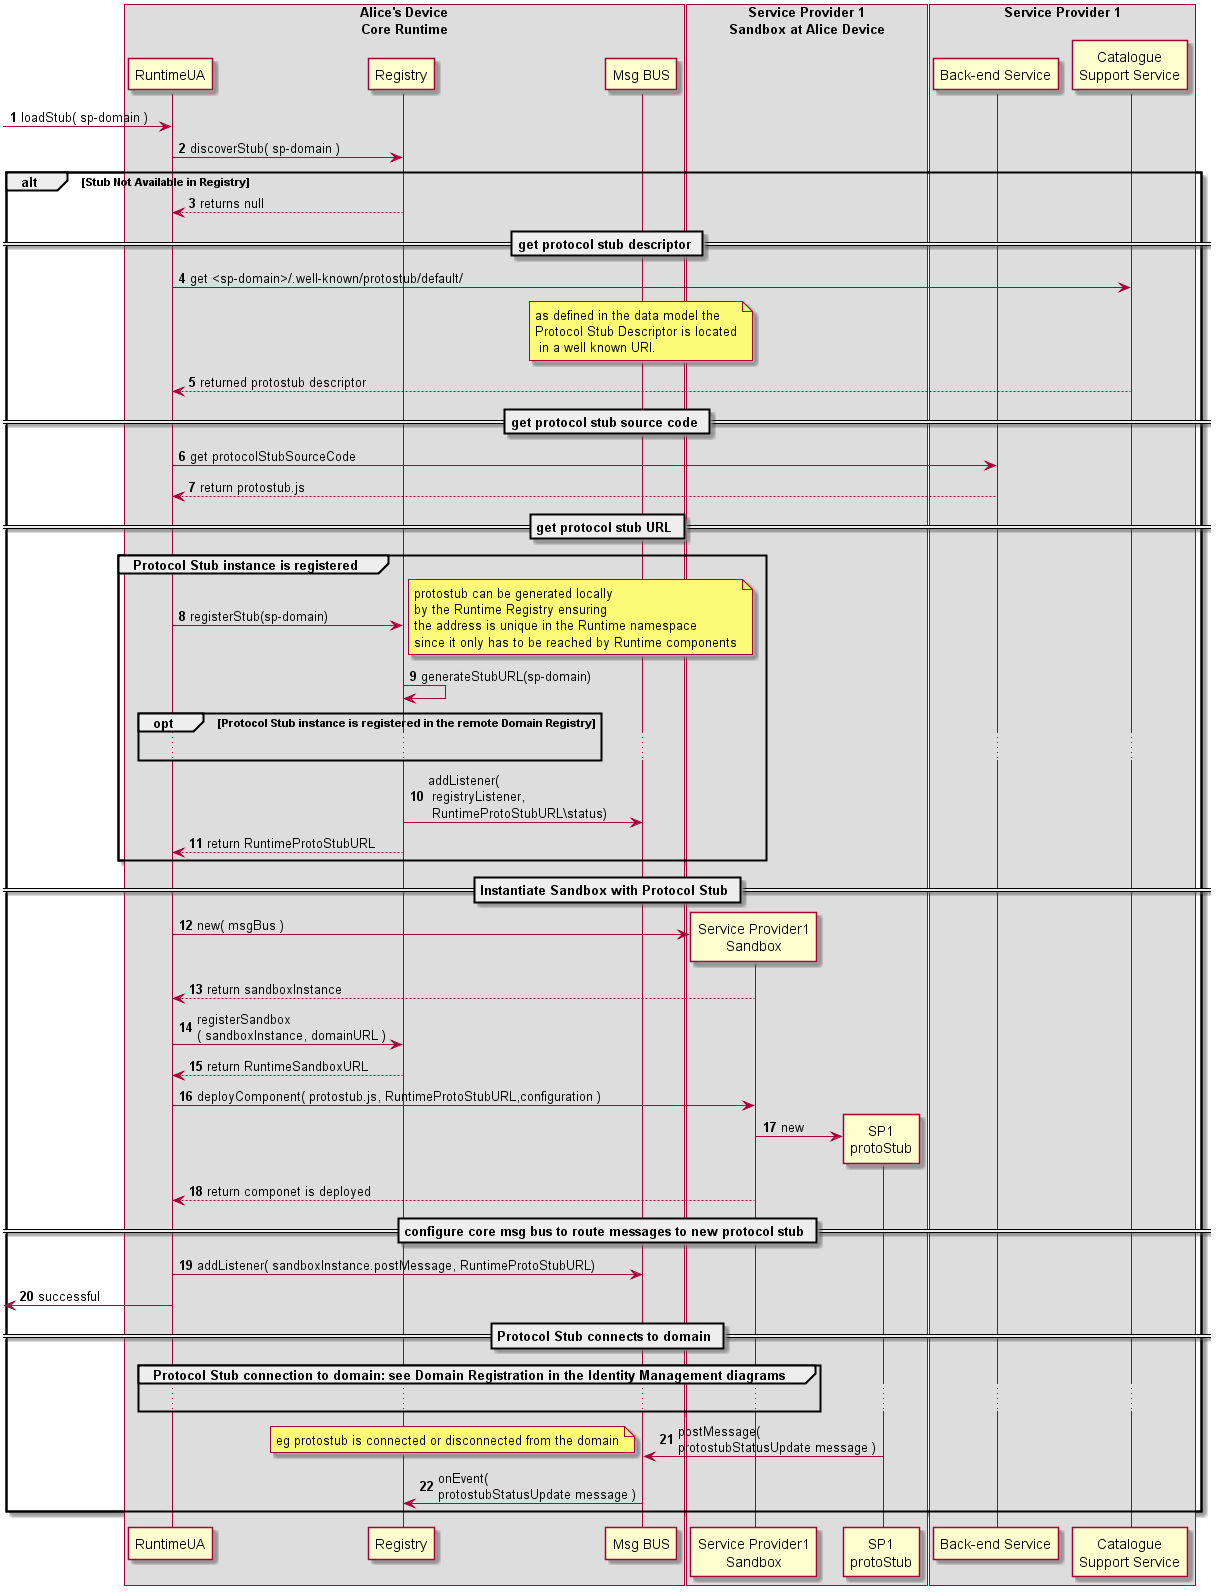 Alice's Device
Core Runtime
Service Provider 1
Sandbox at Alice Device
Service Provider 1
RuntimeUA
Registry
Msg BUS
Back-end Service
Catalogue
Support Service
1 loadStub( sp-domain )
2 discoverStub( sp-domain )
alt [Stub Not Available in Registry]
3 returns null
get protocol stub descriptor
4 get <sp-domain>/.well-known/protostub/default/
as defined in the data model the
Protocol Stub Descriptor is located
in a well known URI.
5 returned protostub descriptor
get protocol stub source code
6 get protocolStubSourceCode
7 return protostub.js
get protocol stub URL
Protocol Stub instance is registered
protostub can be generated locally
by the Runtime Registry ensuring
the address is unique in the Runtime namespace
since it only has to be reached by Runtime components
8 registerStub(sp-domain)
9 generateStubURL(sp-domain)
opt [Protocol Stub instance is registered in the remote Domain Registry]
addListener(
10 registryListener,
RuntimeProtoStubURL\status)
11 return RuntimeProtoStubURL
Instantiate Sandbox with Protocol Stub
12 new( msgBus )
Service Provider1
Sandbox
13 return sandboxInstance
14 registerSandbox
( sandboxInstance, domainURL )
15 return RuntimeSandboxURL
16 deployComponent( protostub.js, RuntimeProtoStubURL,configuration )
17 new
SP1
protoStub
18 return componet is deployed
configure core msg bus to route messages to new protocol stub
19 addListener( sandboxInstance.postMessage, RuntimeProtoStubURL)
20 successful
Protocol Stub connects to domain
Protocol Stub connection to domain: see Domain Registration in the Identity Management diagrams
eg protostub is connected or disconnected from the domain
21 postMessage(
protostubStatusUpdate message )
22 onEvent(
protostubStatusUpdate message )
RuntimeUA
Registry
Msg BUS
Service Provider1
Sandbox
SP1
protoStub
Back-end Service
Catalogue
Support Service